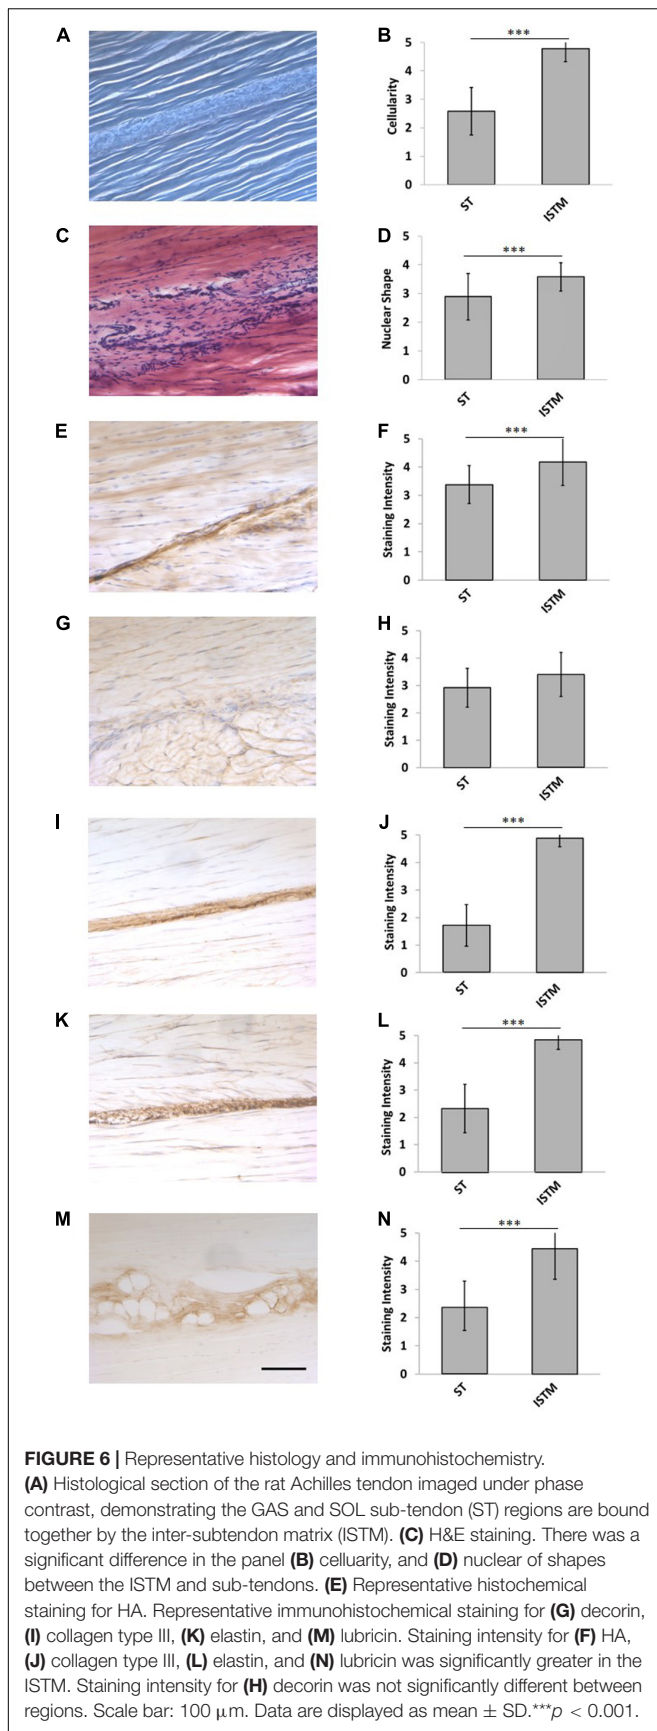 A
B
5
4
3
2
1
0
Cellularity
***
ST
ISTM
C
D
5
4
3
2
1
0
Nuclear Shape
***
ST
ISTM
E
F
5
4
3
2
1
0
Staining Intensity
***
ST
ISTM
G
H
5
4
3
2
1
0
Staining Intensity
ST
ISTM
I
J
5
4
3
2
1
0
Staining Intensity
***
ST
ISTM
K
L
5
4
3
2
1
0
Staining Intensity
***
ST
ISTM
M
N
5
4
3
2
1
0
Staining Intensity
***
ST
ISTM
FIGURE 6 | Representative histology and immunohistochemistry.
(A) Histological section of the rat Achilles tendon imaged under phase
contrast, demonstrating the GAS and SOL sub-tendon (ST) regions are bound
together by the inter-subtendon matrix (ISTM). (C) H&E staining. There was a
significant difference in the panel (B) celluarity, and (D) nuclear of shapes
between the ISTM and sub-tendons. (E) Representative histochemical
staining for HA. Representative immunohistochemical staining for (G) decorin,
(I) collagen type III, (K) elastin, and (M) lubricin. Staining intensity for (F) HA,
(J) collagen type III, (L) elastin, and (N) lubricin was significantly greater in the
ISTM. Staining intensity for (H) decorin was not significantly different between
regions. Scale bar: 100 μm. Data are displayed as mean ± SD.***p < 0.001.